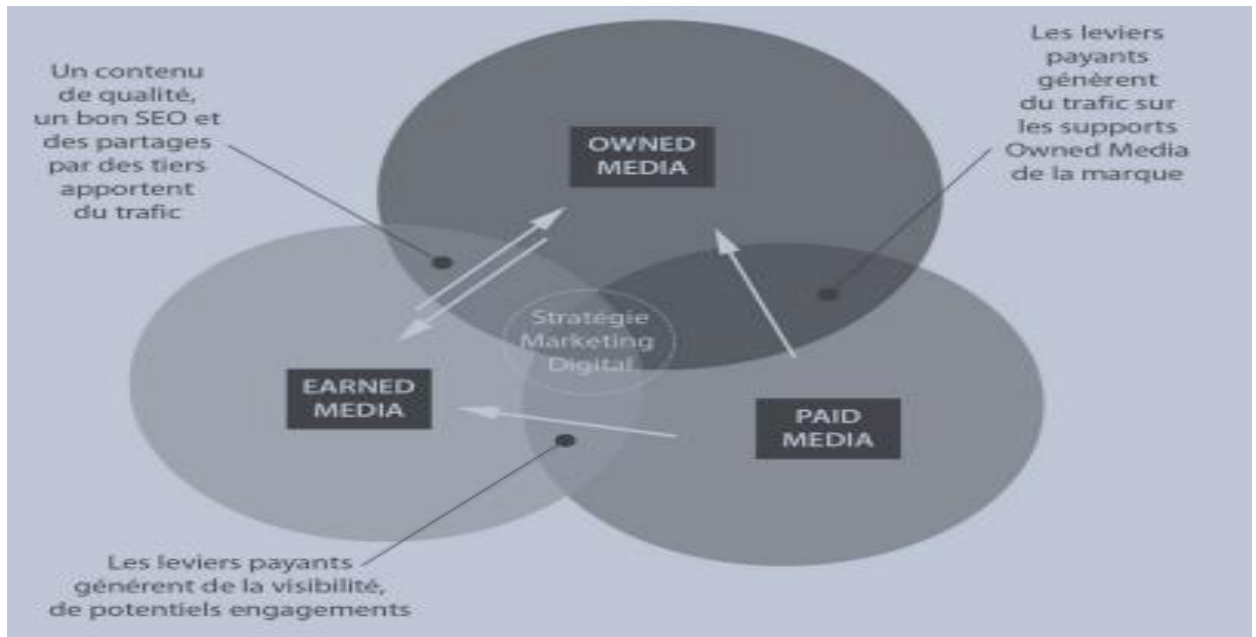 Un contenu
de qualité,
un bon SEO et
des partages
par des tiers
apportent
du trafic
Les leviers
payants
génèrent
du trafic sur
les supports
Owned Media
de la marque
OWNED
MEDIA
Stratégie
Marketing
Digital
EARNED
MEDIA
PAID
MEDIA
Les leviers payants
générent de la visibilité,
de potentiels engagements